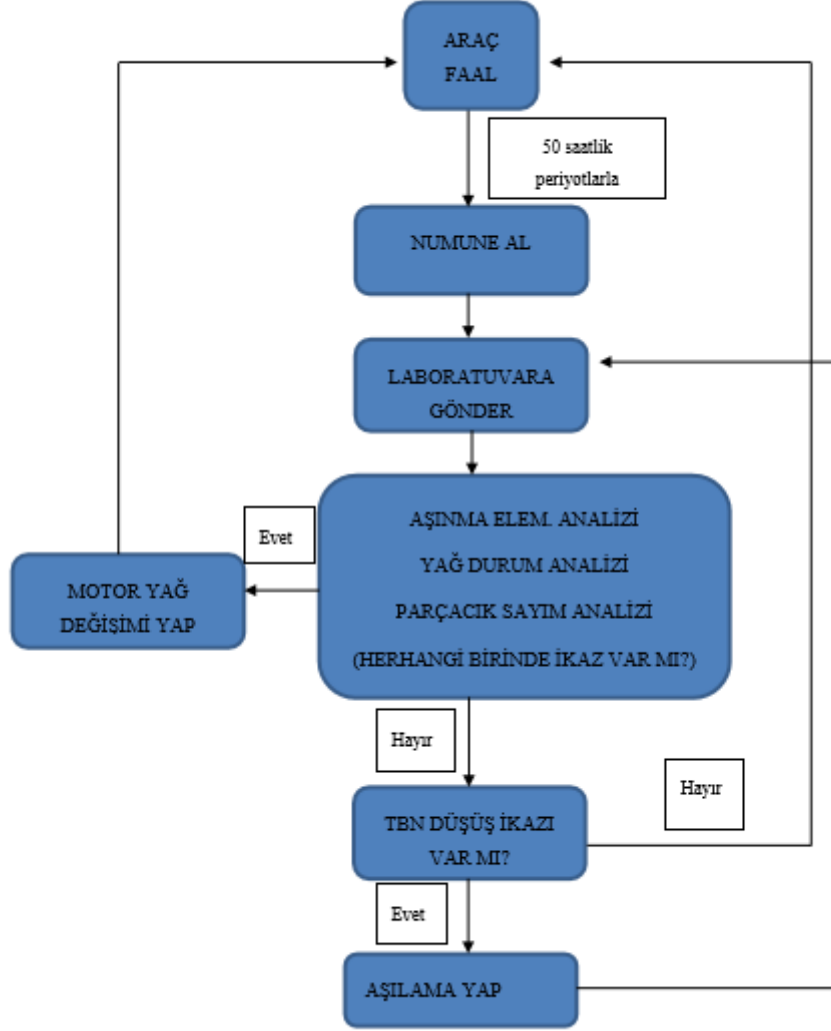 ARAÇ
FAAL
50 saatlik
periyotlarla
NUMUNE AL
LABORATUVARA
GÖNDER
AŞINMA ELEM. ANALİZİ
YAĞ DURUM ANALİZİ
PARÇACIK SAYIM ANALİZİ
(HERHANGİ BİRİNDE İKAZ VAR MI?)
Evet
MOTOR YAĞ
DEĞİŞİMİ YAP
Hayır
TBN DÜŞÜŞ İKAZI
VAR MI?
Hayır
Evet
AŞILAMA YAP